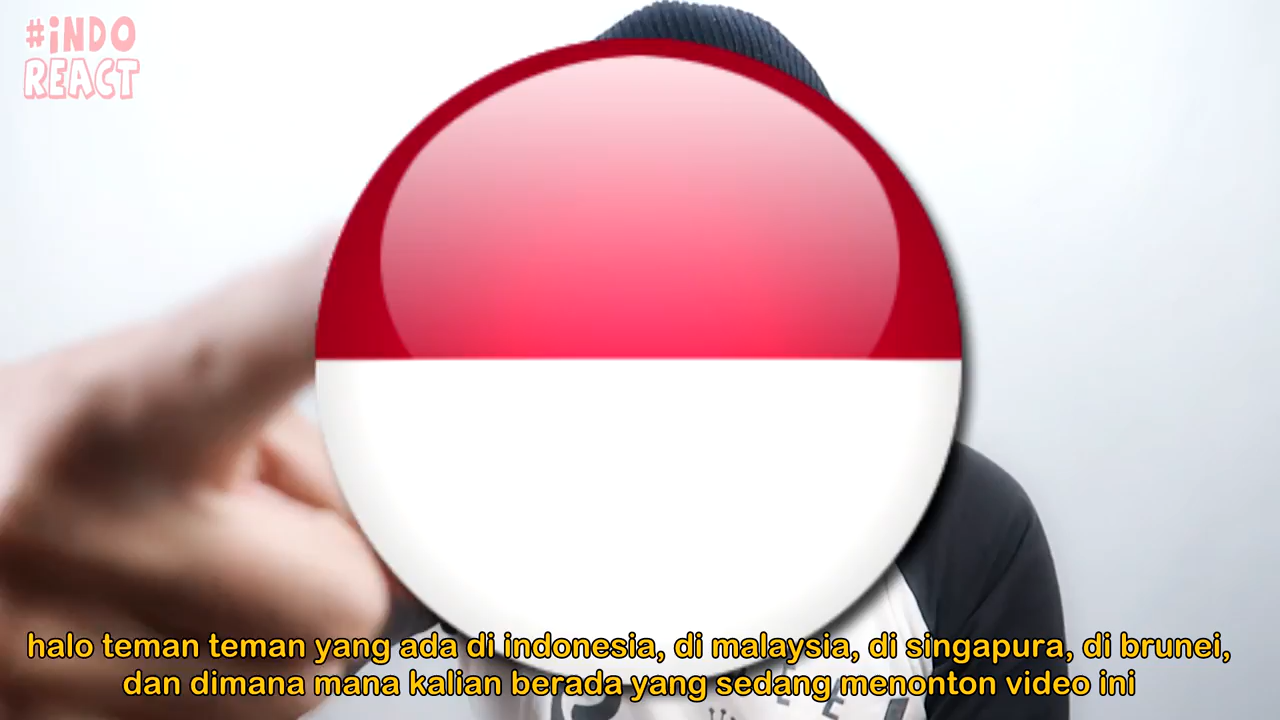 #iNDO
REACT
halo teman teman yang ada di indonesia, di malaysia, di singapura, di brunei,
dan dimana mana kalian berada yang sedang menonton video ini